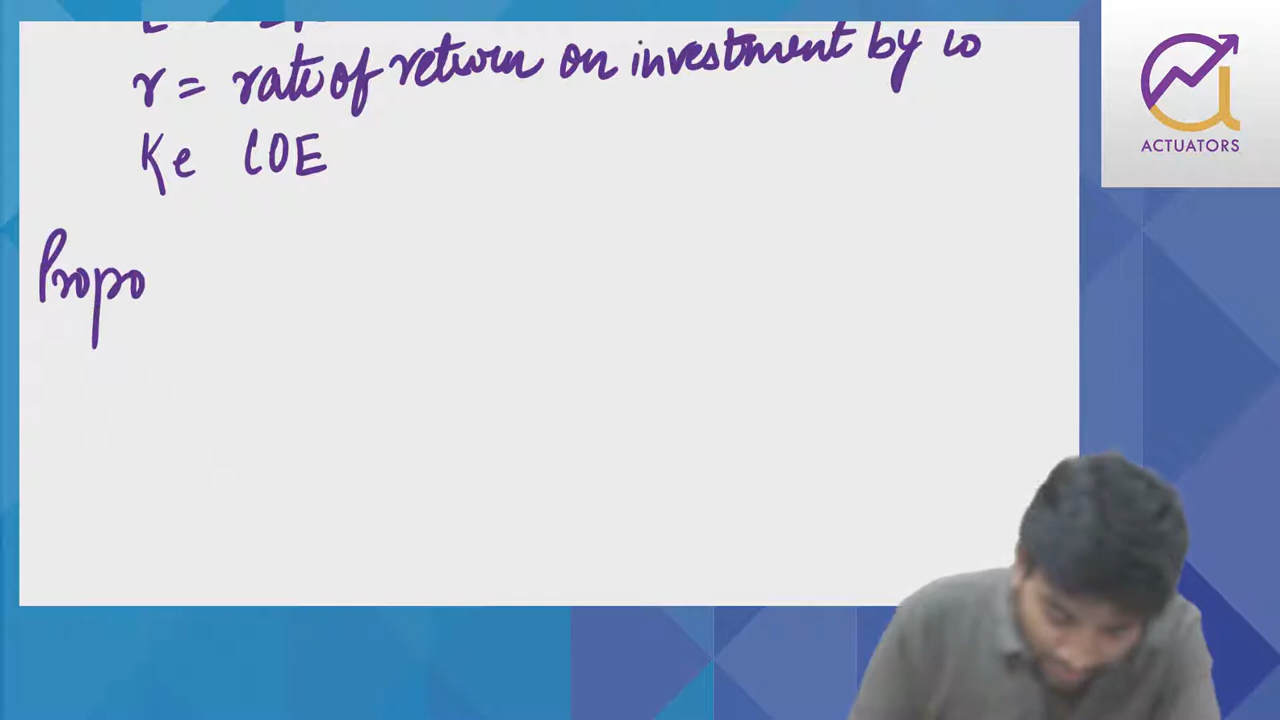 r = rate of return on investment by co
Ke COE
Propo
ACTUATORS